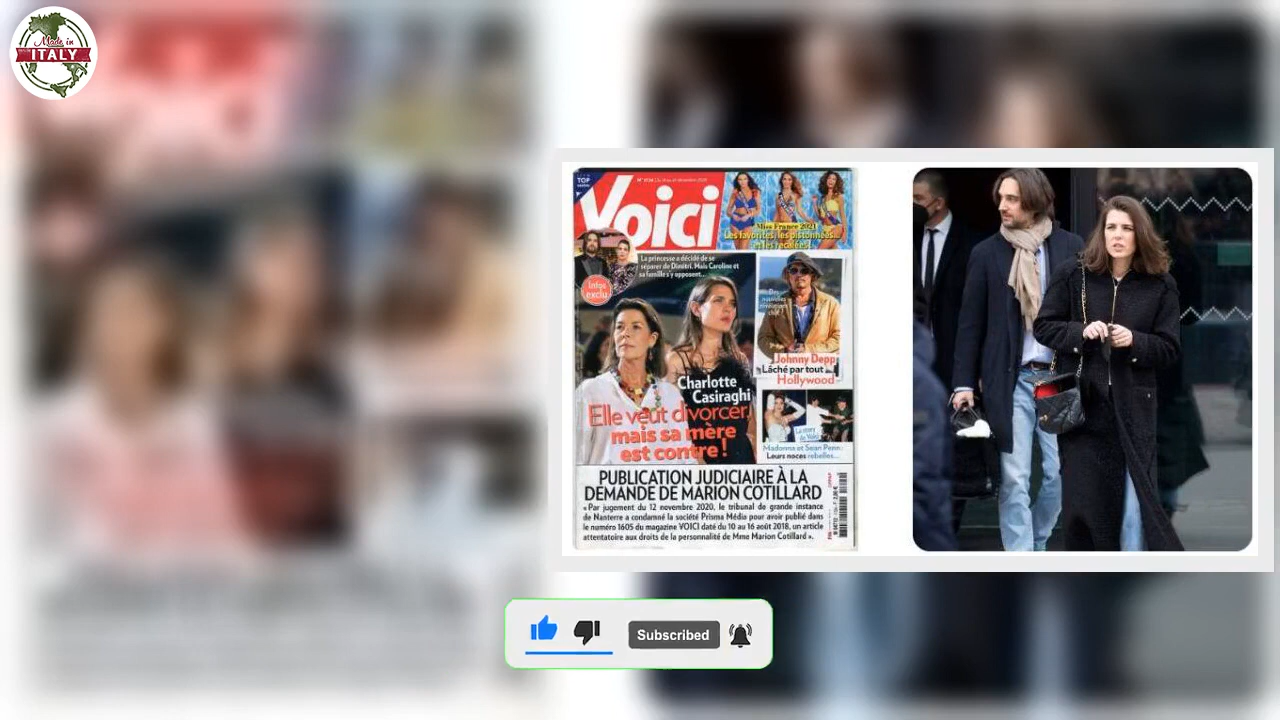 Made in
ITALY
TOP
Voici
Miss France 2021
Les favorites, les pistonnées...
et les recalées!
La princesse a décidé de se
séparer de Dimitri. Mais Caroline et
sa famille s'y opposent...
Infos
exclu
Johnny Depp
Lâché par tout
Hollywood
Charlotte
Casiraghi
Elle veut divorcer,
mais sa mère
est contre !
La story
de Voici
Madonna et Sean Penn:
Leurs noces rebelles...
PUBLICATION JUDICIAIRE À LA
DEMANDE DE MARION COTILLARD
« Par jugement du 12 novembre 2020, le tribunal de grande instance
de Nanterre a condamné la société Prisma Média pour avoir publié dans
le numéro 1605 du magazine VOICI daté du 10 au 16 août 2018, un article
attentatoire aux droits de la personnalité de Mme Marion Cotillard ».
Subscribed